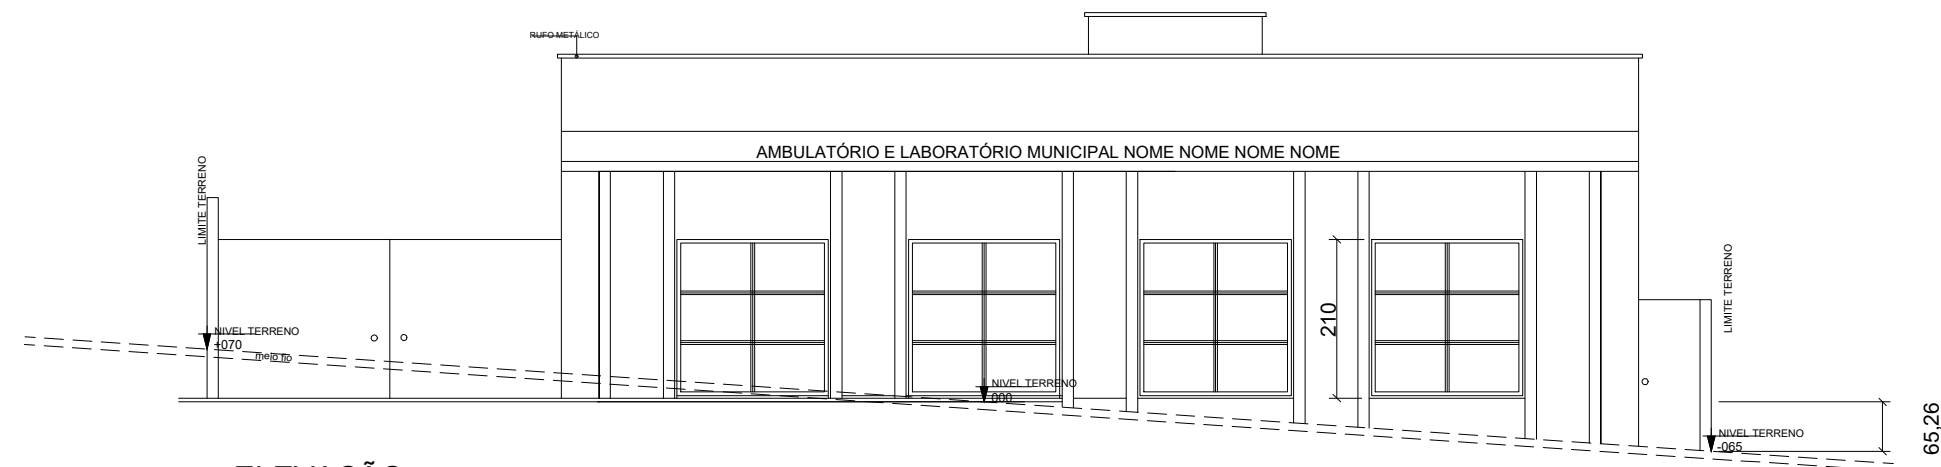 RUFO METÁLICO
AMBULATÓRIO E LABORATÓRIO MUNICIPAL NOME NOME NOME NOME
LIMITE TERRENO
LIMITE TERRENO
210
NIVEL TERRENO
+070
meio fio
NIVEL TERRENO
000
65,26
NIVEL TERRENO
-065
ELEVAÇÃO